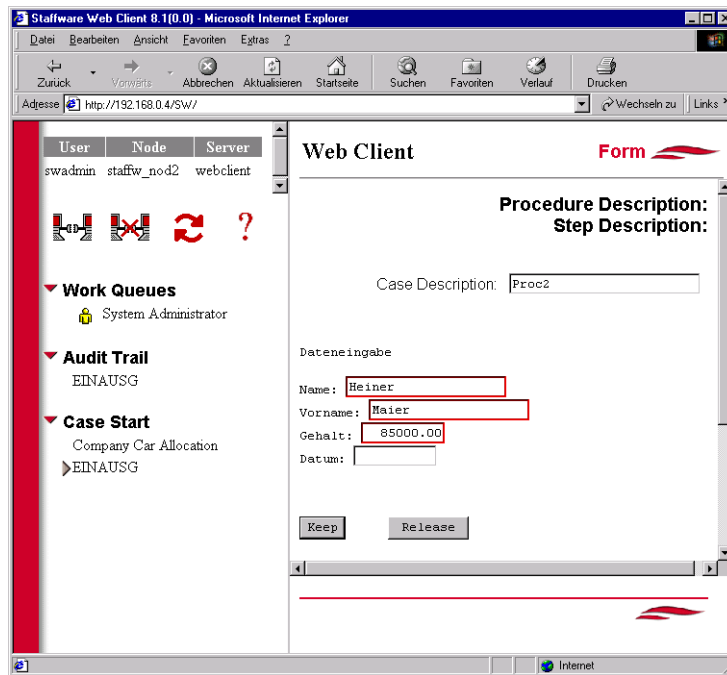 Staffware Web Client 8.1(0.0) - Microsoft Internet Explorer
Datei Bearbeiten Ansicht Favoriten Extras ?
Zurück Vorwärts Abbrechen Aktualisieren Startseite Suchen Favoriten Verlauf Drucken
Adresse http://192.168.0.4/SW/ Wechseln zu Links »
User Node Server
swadmin staffw_nod2 webclient
?
Work Queues
System Administrator
Audit Trail
EINAUSG
Case Start
Company Car Allocation
EINAUSG
Web Client Form
Procedure Description:
Step Description:
Case Description: Proc2
Dateneingabe
Name: Heiner
Vorname: Maier
Gehalt: 85000.00
Datum:
Keep Release
Internet